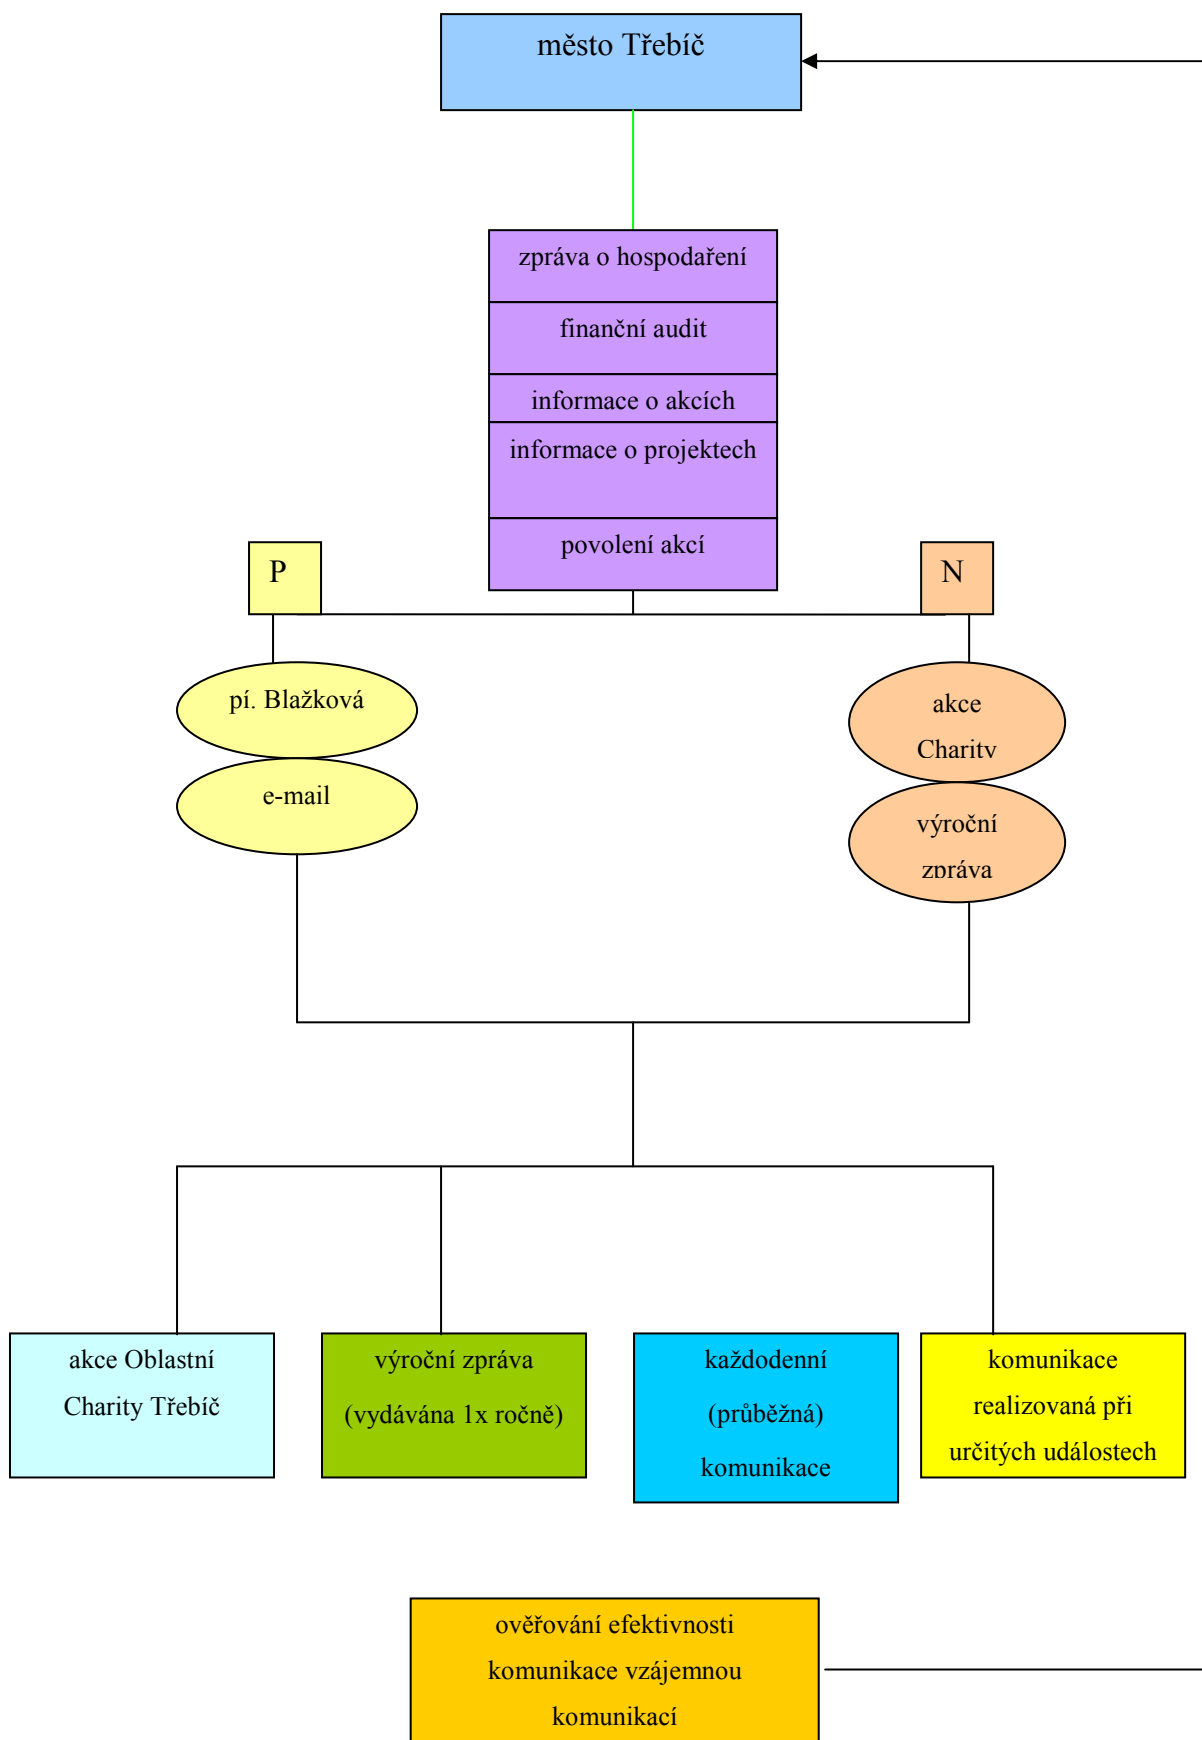 město Třebíč
zpráva o hospodaření
finanční audit
informace o akcích
informace o projektech
povolení akcí
P
N
pí. Blažková
e-mail
akce
Charity
výroční
zpráva
akce Oblastní
Charity Třebíč
výroční zpráva
(vydávána 1x ročně)
každodenní
(průběžná)
komunikace
komunikace
realizovaná při
určitých událostech
ověřování efektivnosti
komunikace vzájemnou
komunikací